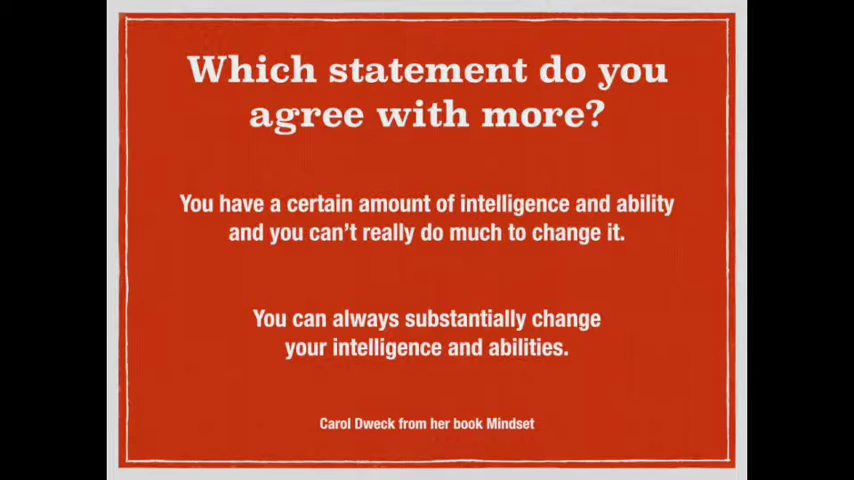 Which statement do you
agree with more?
You have a certain amount of intelligence and ability
and you can't really do much to change it.
You can always substantially change
your intelligence and abilities.
Carol Dweck from her book Mindset